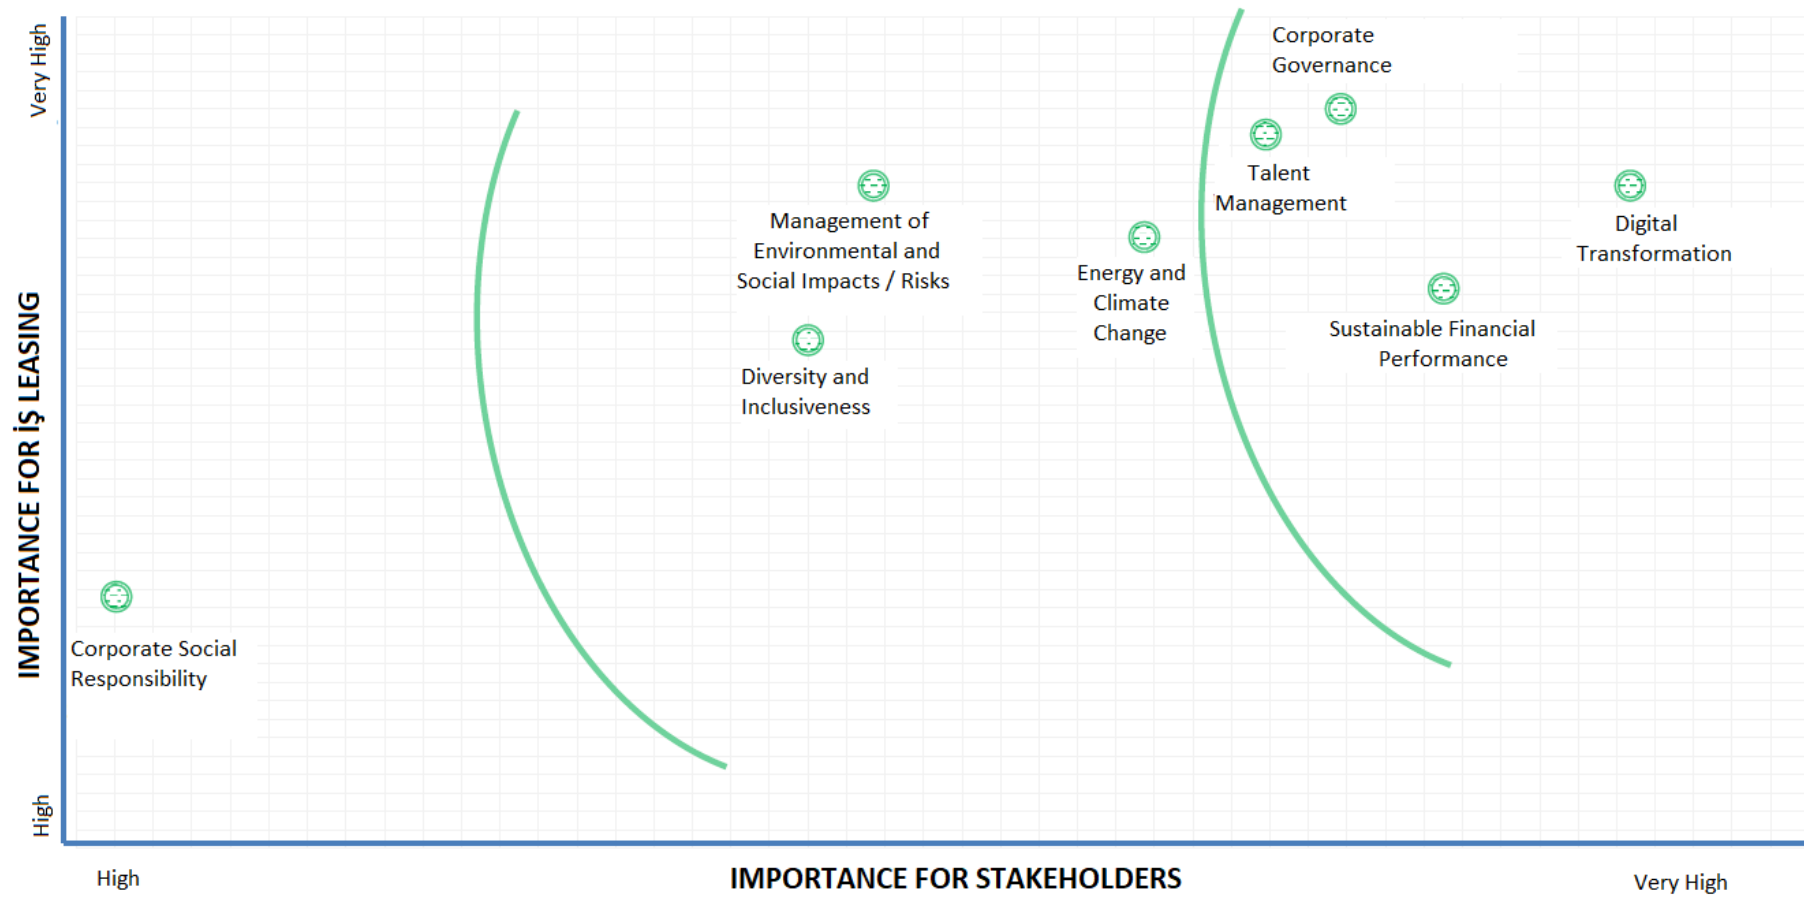 Very High
IMPORTANCE FOR İŞ LEASING
High
Corporate
Governance
Talent
Management
Digital
Transformation
Management of
Environmental and
Social Impacts / Risks
Energy and
Climate
Change
Sustainable Financial
Performance
Diversity and
Inclusiveness
Corporate Social
Responsibility
High
IMPORTANCE FOR STAKEHOLDERS
Very High